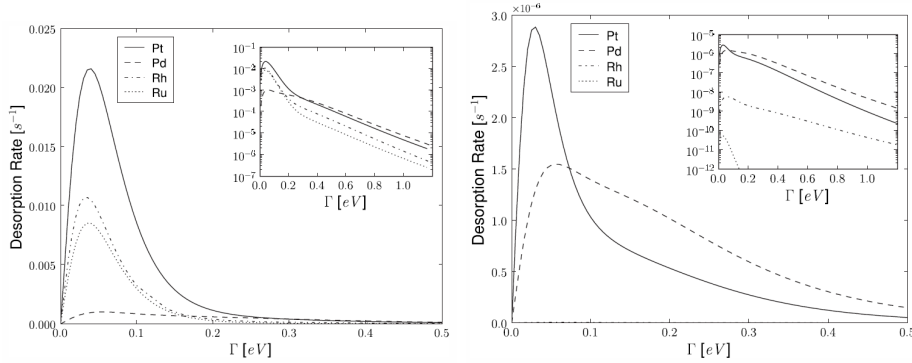 0.025
0.020
0.015
0.010
0.005
0.000
0.0
0.1
0.2
0.3
0.4
0.5
Desorption Rate [s⁻¹]
Γ [eV]
Pt
Pd
Rh
Ru
10⁻¹
10⁻²
10⁻³
10⁻⁴
10⁻⁵
10⁻⁶
10⁻⁷
0.0 0.2 0.4 0.6 0.8 1.0
Γ [eV]
×10⁻⁶
3.0
2.5
2.0
1.5
1.0
0.5
0.0
0.0
0.1
0.2
0.3
0.4
0.5
Desorption Rate [s⁻¹]
Γ [eV]
Pt
Pd
Rh
Ru
10⁻⁵
10⁻⁶
10⁻⁷
10⁻⁸
10⁻⁹
10⁻¹⁰
10⁻¹¹
10⁻¹²
0.0 0.2 0.4 0.6 0.8 1.0
Γ [eV]